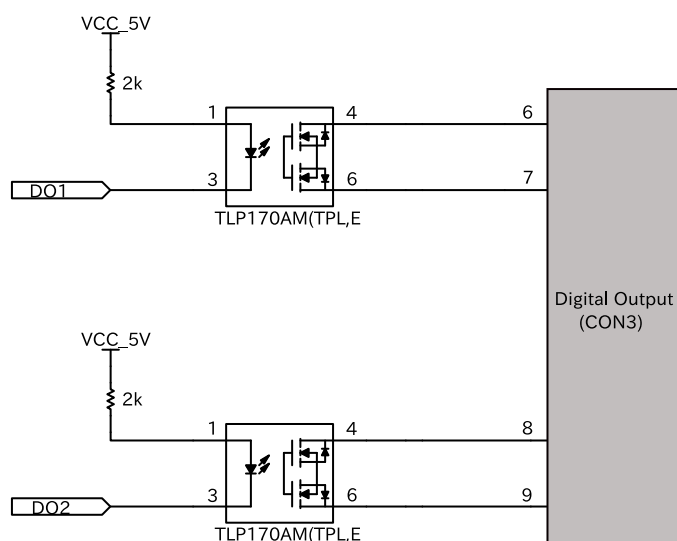 VCC_5V
2k
1
4
6
3
6
7
DO1
TLP170AM(TPL,E
Digital Output
(CON3)
VCC_5V
2k
1
4
8
3
6
9
DO2
TLP170AM(TPL,E